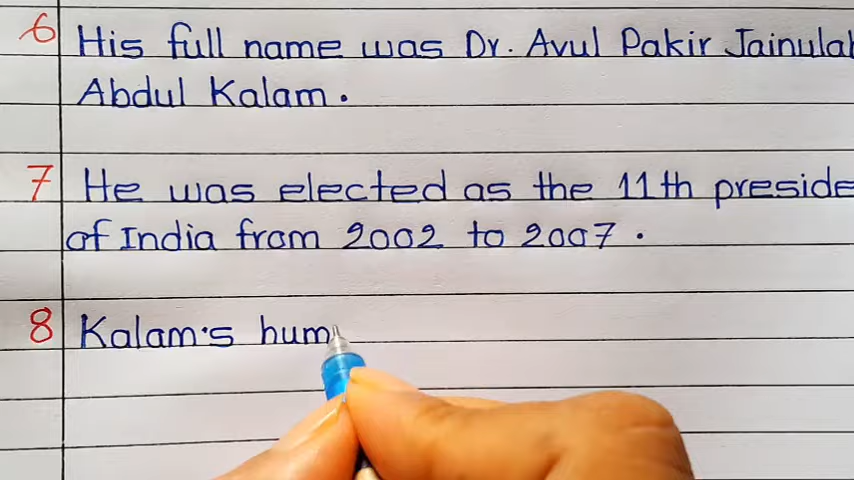 6 His full name was Dr. Avul Pakir Jainulab
Abdul Kalam.
7 He was elected as the 11th preside
of India from 2002 to 2007.
8 Kalam's hum